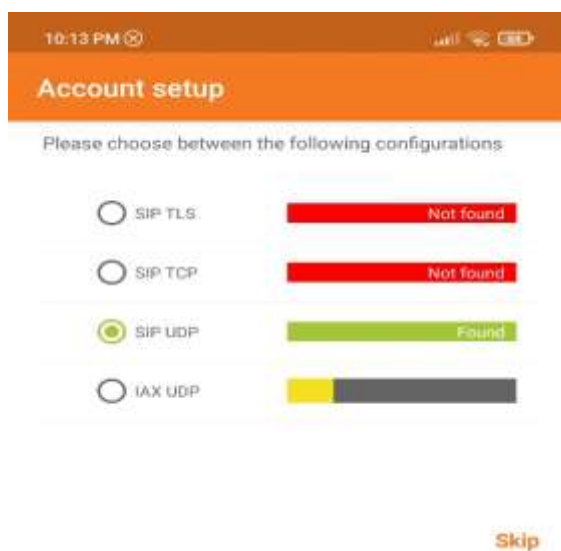 10:13 PM
Account setup
Please choose between the following configurations
SIP TLS Not found
SIP TCP Not found
SIP UDP Found
IAX UDP
Skip